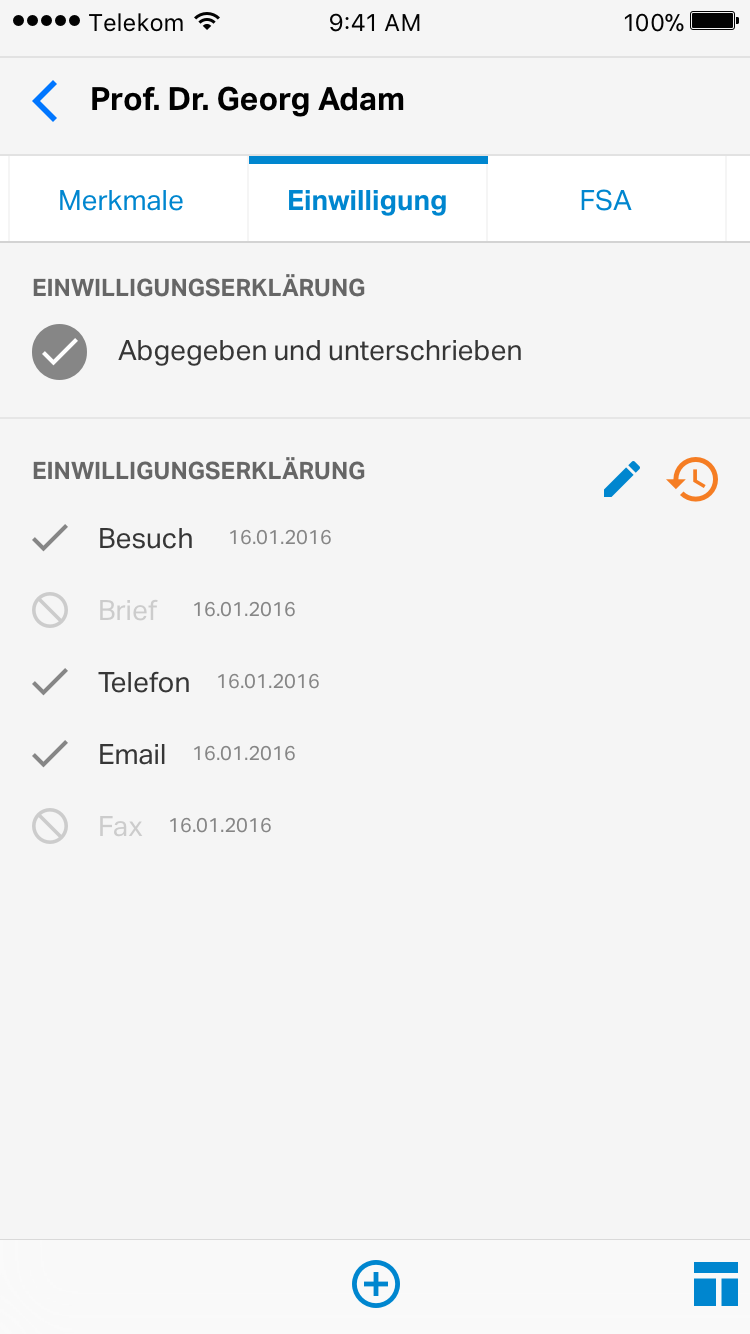 Telekom 9:41 AM 100%
Prof. Dr. Georg Adam
Merkmale Einwilligung FSA
EINWILLIGUNGSERKLÄRUNG
Abgegeben und unterschrieben
EINWILLIGUNGSERKLÄRUNG
Besuch 16.01.2016
Brief 16.01.2016
Telefon 16.01.2016
Email 16.01.2016
Fax 16.01.2016